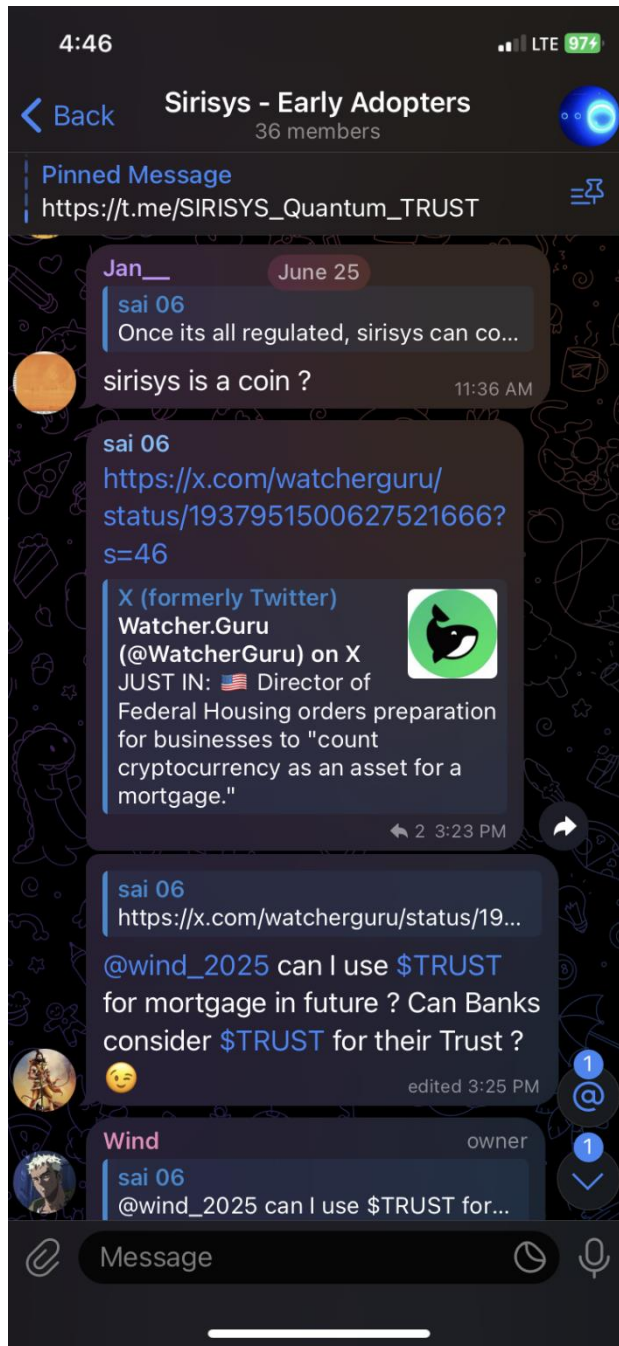 4:46
LTE 97
Back
Sirisys - Early Adopters
36 members
Pinned Message
https://t.me/SIRISYS_Quantum_TRUST
Jan__
June 25
sai 06
Once its all regulated, sirisys can co...
sirisys is a coin ?
11:36 AM
sai 06
https://x.com/watcherguru/
status/1937951500627521666?
s=46
X (formerly Twitter)
Watcher.Guru
(@WatcherGuru) on X
JUST IN: 🇺🇸 Director of
Federal Housing orders preparation
for businesses to "count
cryptocurrency as an asset for a
mortgage."
2 3:23 PM
sai 06
https://x.com/watcherguru/status/19...
@wind_2025 can I use $TRUST
for mortgage in future ? Can Banks
consider $TRUST for their Trust ?
😉
edited 3:25 PM
1
@
Wind
owner
1
sai 06
@wind_2025 can I use $TRUST for...
Message